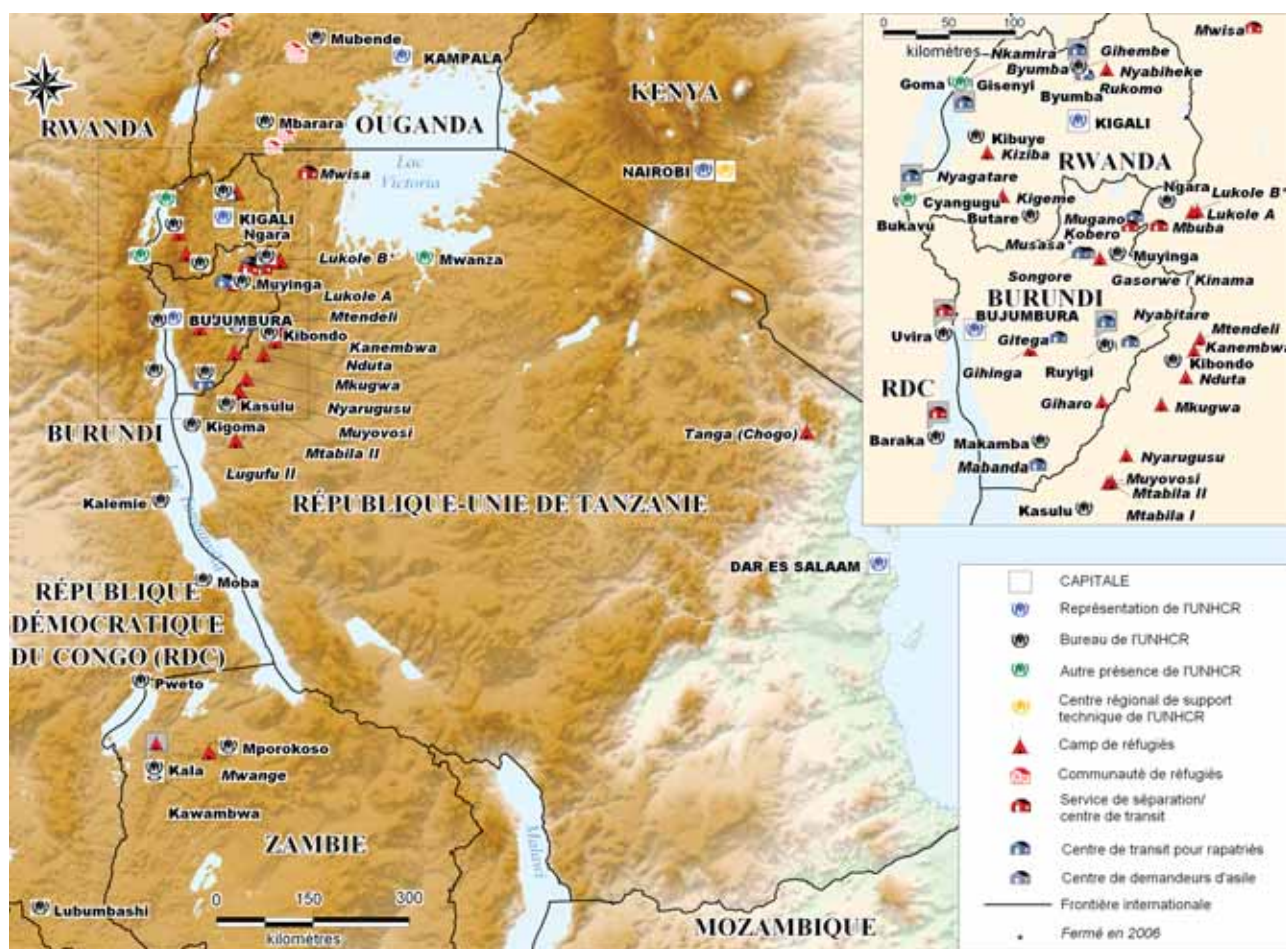 Mubende
KAMPALA
KENYA
RWANDA
Mbarara
OUGANDA
Lac
Victoria
Mwisa
NAIROBI
KIGALI
Ngara
Lukole B*
Mwanza
Muyinga
Lukole A
BUJUMBURA
Mtendeli
Kibondo
Kanembwa
Nduta
Mkugwa
Kasulu
Nyarugusu
BURUNDI
Kigoma
Muyovosi
Mtabila II
Lugufu II
Tanga (Chogo)
Kalemie
RÉPUBLIQUE-UNIE DE TANZANIE
DAR ES SALAAM
Moba
RÉPUBLIQUE
DÉMOCRATIQUE
DU CONGO (RDC)
Pweto
Mporokoso
Kala
Mwange
Kawambwa
ZAMBIE
Malawi
MOZAMBIQUE
Lubumbashi
0 150 300
kilomètres
0 50 100
kilomètres
Mwisa
Nkamira
Gihembe
Byumba
Nyabiheke
Goma
Gisenyi
Rukomo
Byumba
KIGALI
Kibuye
Kiziba
RWANDA
Nyagatare
Ngara
Lukole B*
Cyangugu
Kigeme
Lukole A
Bukavu
Butare
Mugano
Mbuba
Kobero
Musasa*
Muyinga
Songore
Gasorwe / Kinama
BURUNDI
Nyabitare
BUJUMBURA
Uvira
Mtendeli
Gitega
Kanembwa
Kibondo
Gihinga
Ruyigi
Nduta
RDC
Giharo
Mkugwa
Baraka
Makamba
Nyarugusu
Mabanda
Muyovosi
Mtabila II
Kasulu
Mtabila I
CAPITALE
Représentation de l'UNHCR
Bureau de l'UNHCR
Autre présence de l'UNHCR
Centre régional de support
technique de l'UNHCR
Camp de réfugiés
Communauté de réfugiés
Service de séparation/
centre de transit
Centre de transit pour rapatriés
Centre de demandeurs d'asile
Frontière internationale
* Fermé en 2006